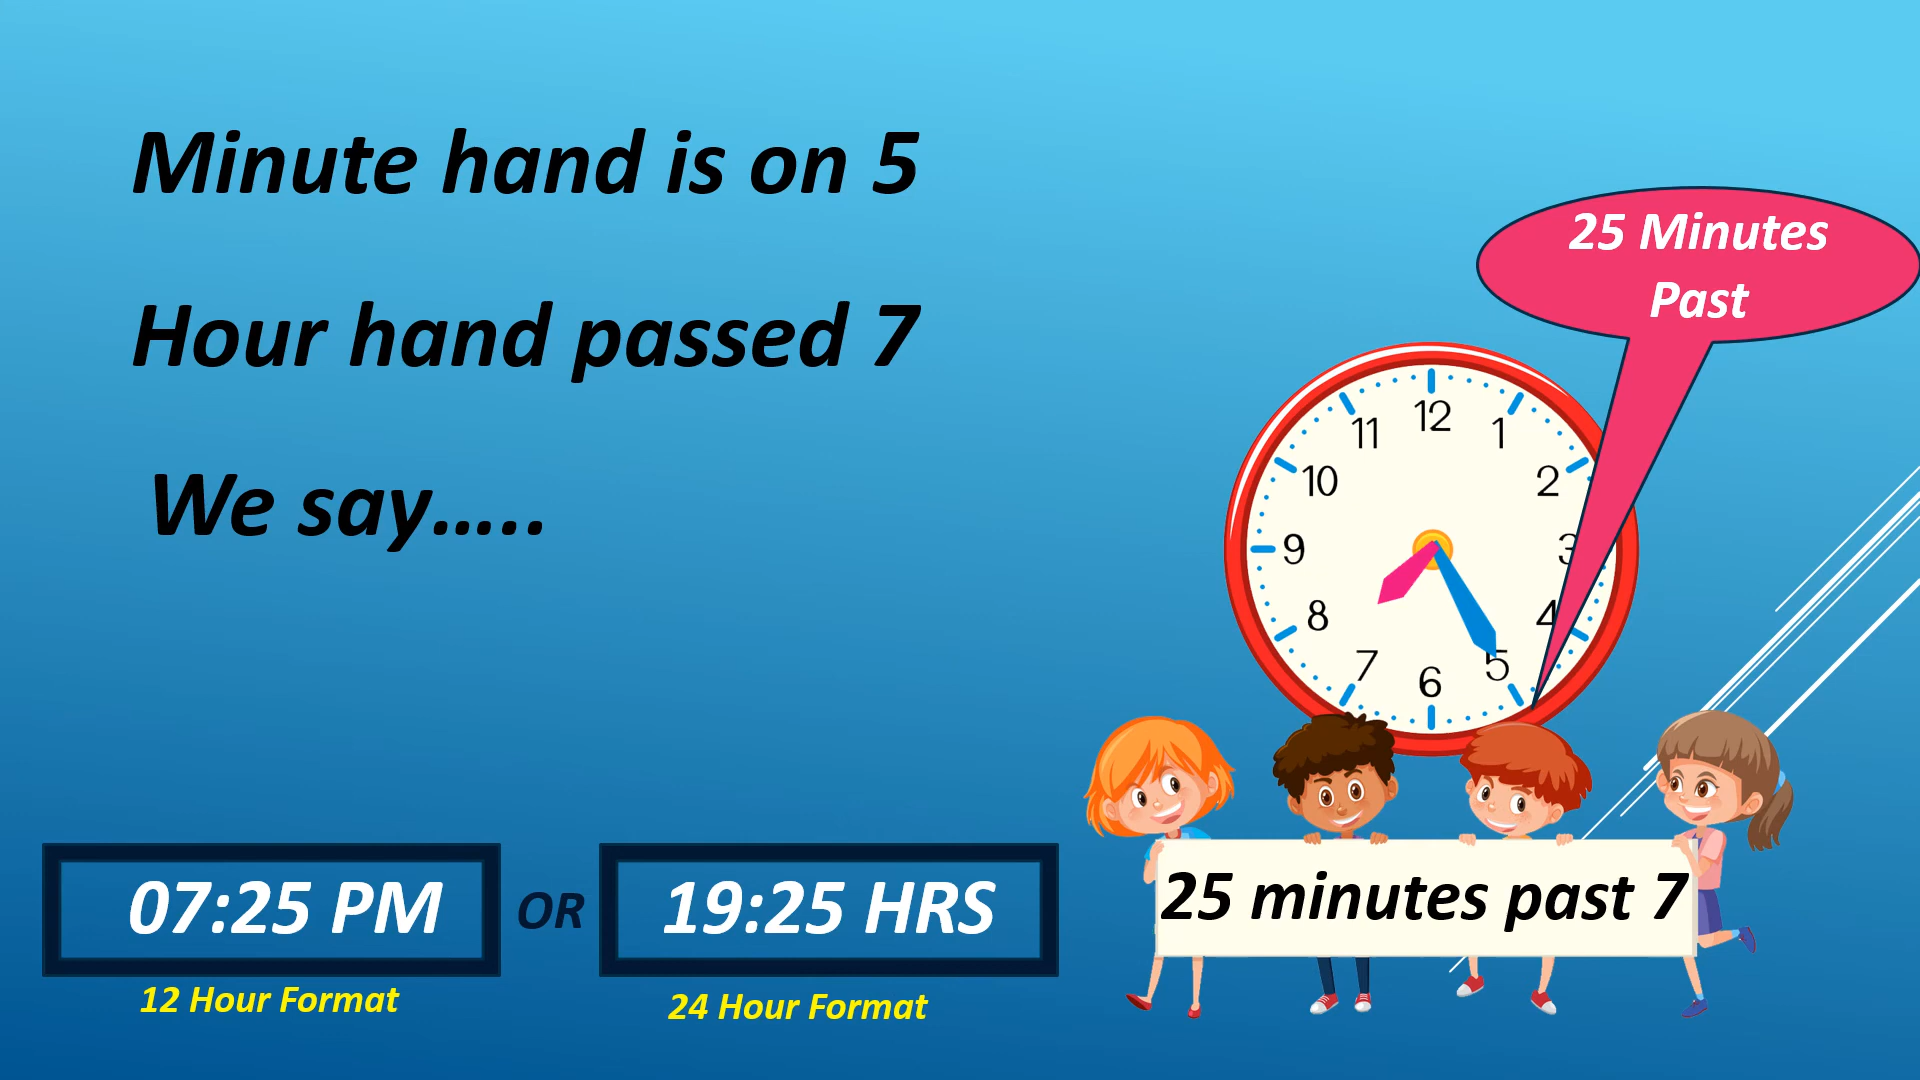 Minute hand is on 5
Hour hand passed 7
We say.....
25 Minutes
Past
12
11
1
10
2
9
3
8
4
7
5
6
07:25 PM
OR
19:25 HRS
25 minutes past 7
12 Hour Format
24 Hour Format